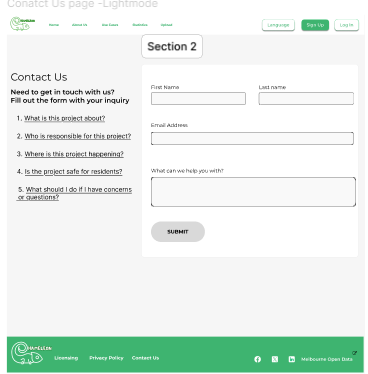 Conatct Us page -Lightmode
CHAMELEON
Home About Us Use Cases Statistics Upload Language Sign Up Log In
Section 2
Contact Us
Need to get in touch with us?
Fill out the form with your inquiry
1. What is this project about?
2. Who is responsible for this project?
3. Where is this project happening?
4. Is the project safe for residents?
5. What should I do if I have concerns
or questions?
First Name Last name
Email Address
What can we help you with?
SUBMIT
CHAMELEON
Licensing Privacy Policy Contact Us Melbourne Open Data